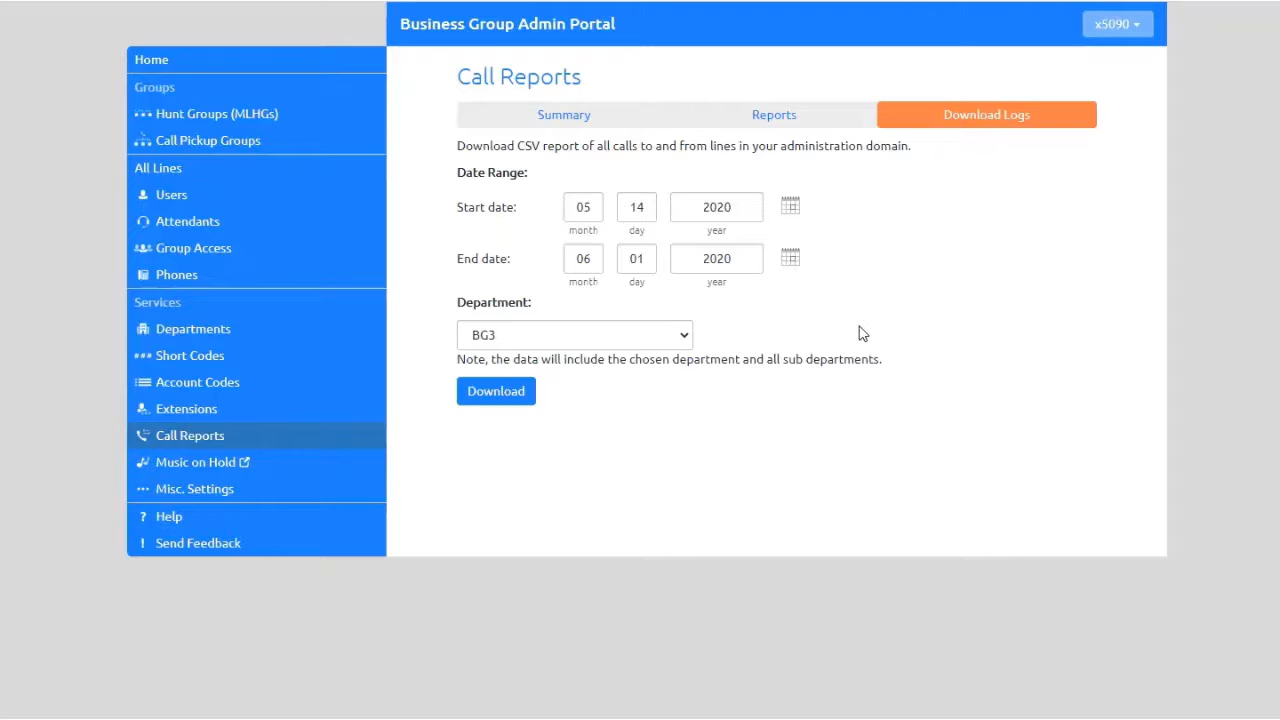 Business Group Admin Portal
x5090
Home
Groups
Hunt Groups (MLHGs)
Call Pickup Groups
All Lines
Users
Attendants
Group Access
Phones
Services
Departments
Short Codes
Account Codes
Extensions
Call Reports
Music on Hold
Misc. Settings
? Help
! Send Feedback
Call Reports
Summary Reports Download Logs
Download CSV report of all calls to and from lines in your administration domain.
Date Range:
Start date: 05 14 2020
month day year
End date: 06 01 2020
month day year
Department:
BG3
Note, the data will include the chosen department and all sub departments.
Download